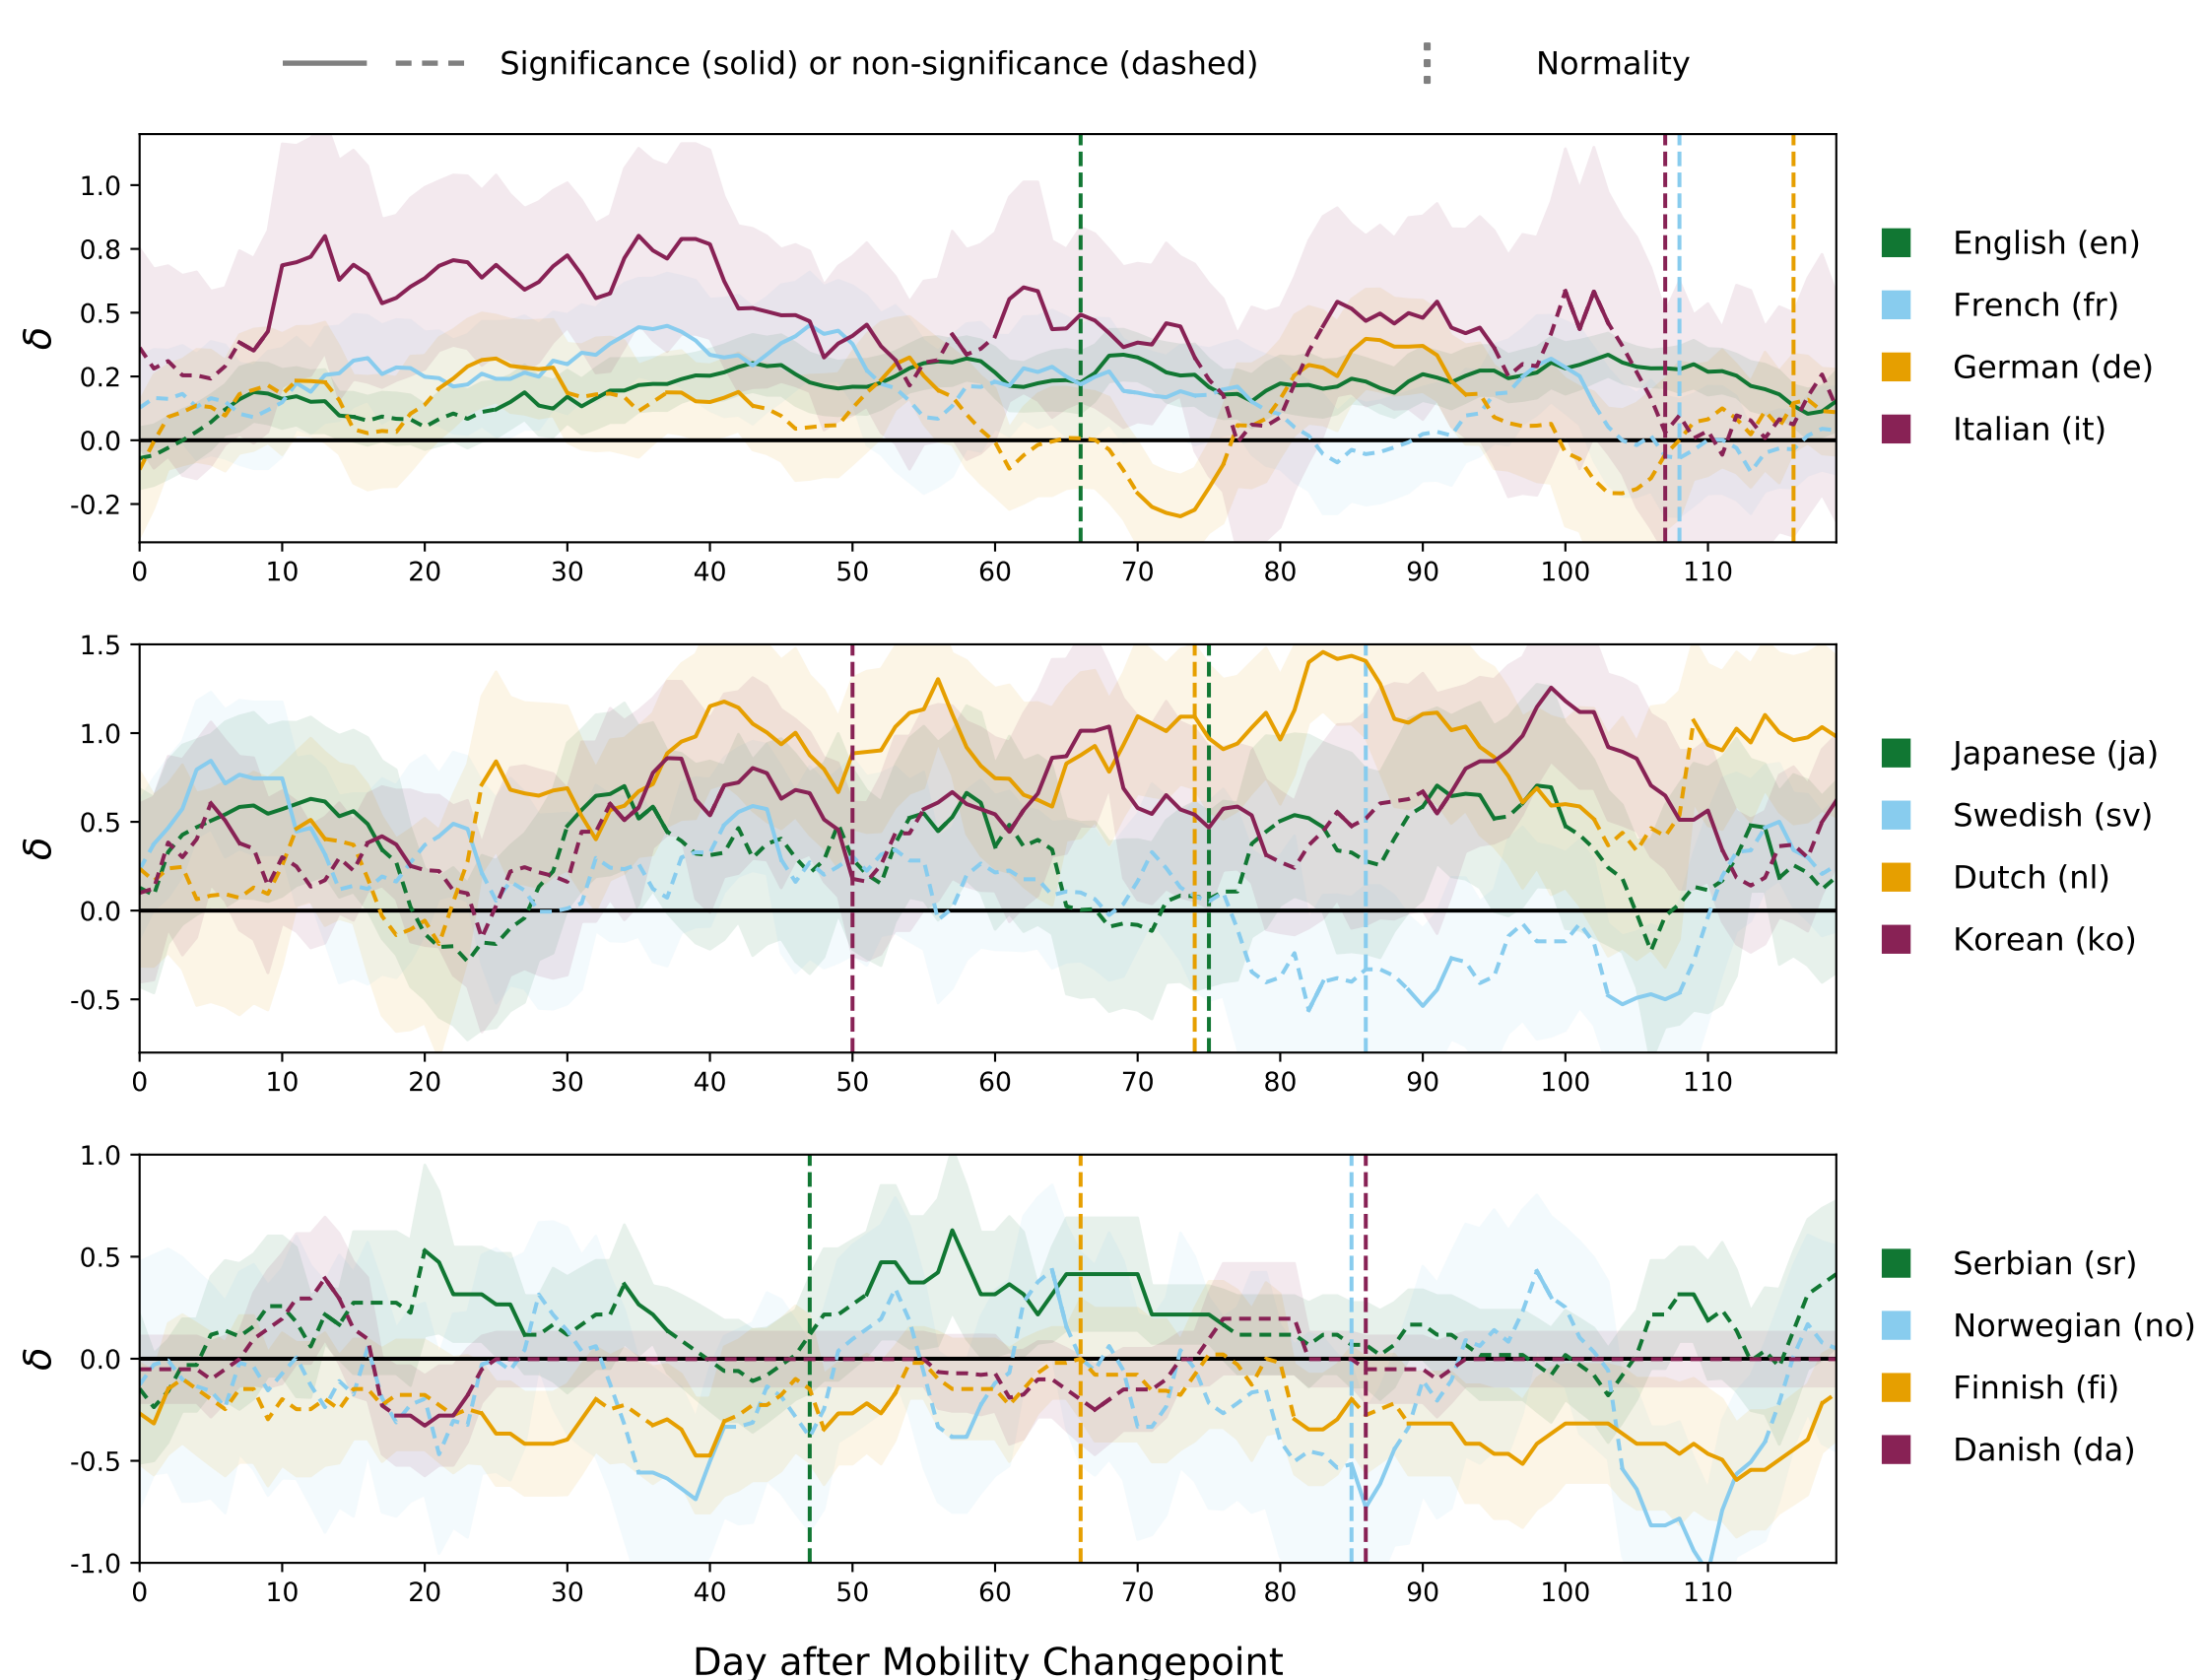 Significance (solid) or non-significance (dashed) Normality
1.0
0.8
0.5
0.2
0.0
-0.2
δ
0 10 20 30 40 50 60 70 80 90 100 110
English (en)
French (fr)
German (de)
Italian (it)
1.5
1.0
0.5
0.0
-0.5
δ
0 10 20 30 40 50 60 70 80 90 100 110
Japanese (ja)
Swedish (sv)
Dutch (nl)
Korean (ko)
1.0
0.5
0.0
-0.5
-1.0
δ
0 10 20 30 40 50 60 70 80 90 100 110
Serbian (sr)
Norwegian (no)
Finnish (fi)
Danish (da)
Day after Mobility Changepoint